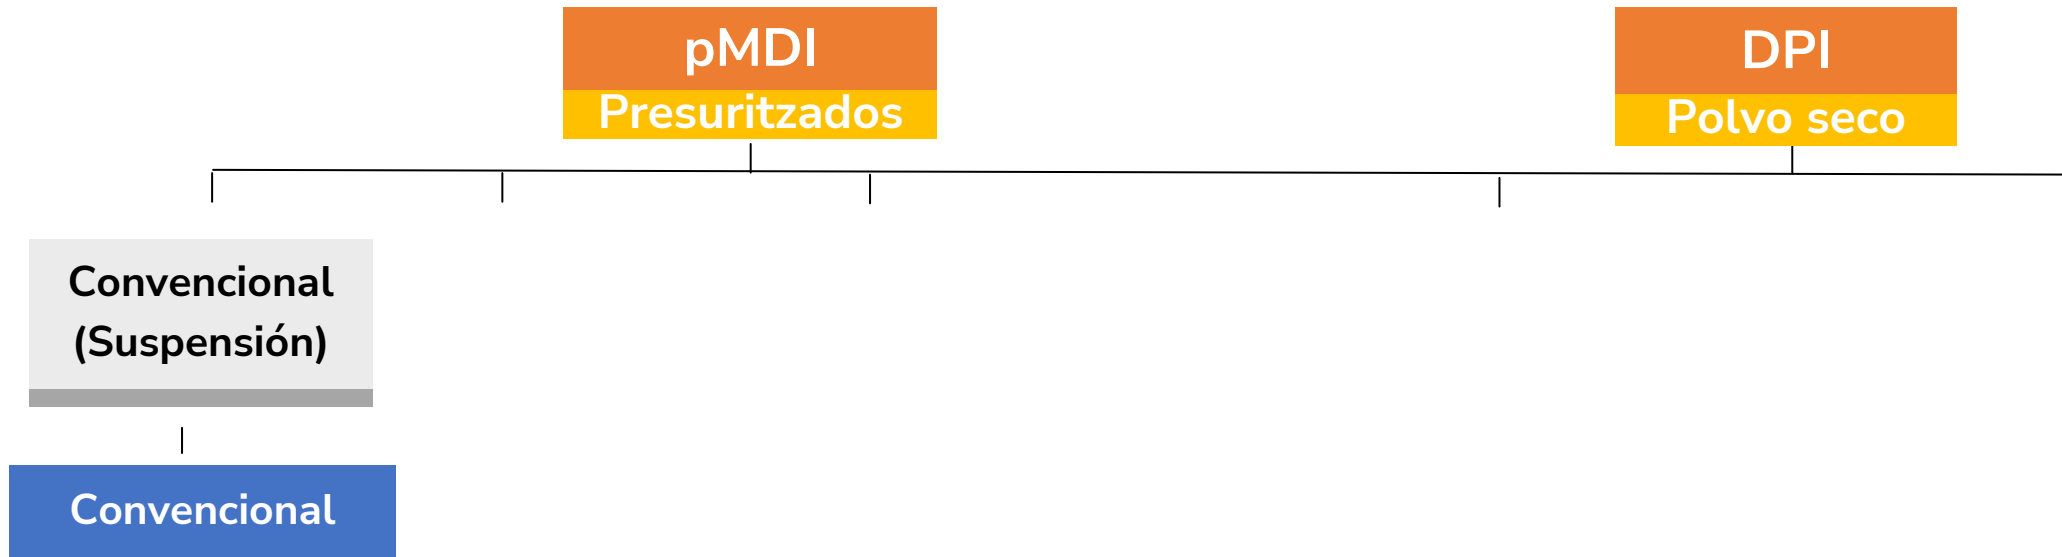 pMDI
Presuritzados
DPI
Polvo seco
Convencional
(Suspensión)
Convencional